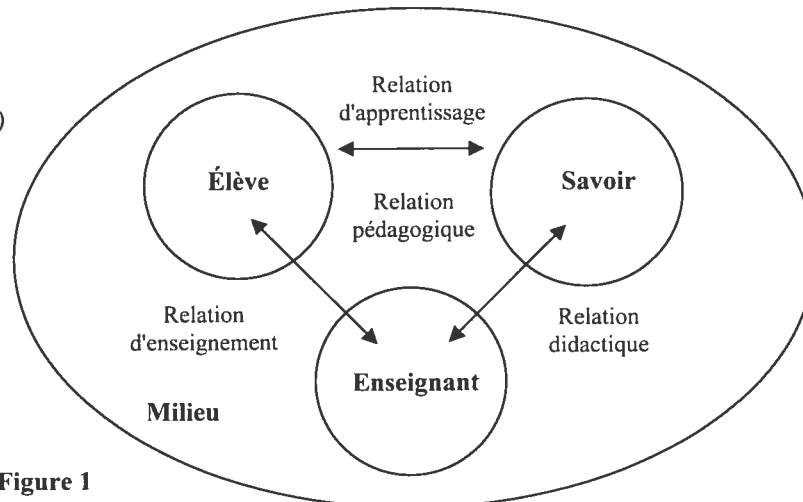 Relation
d'apprentissage
)
Élève
Savoir
Relation
pédagogique
Relation
d'enseignement
Relation
didactique
Enseignant
Milieu
Figure 1